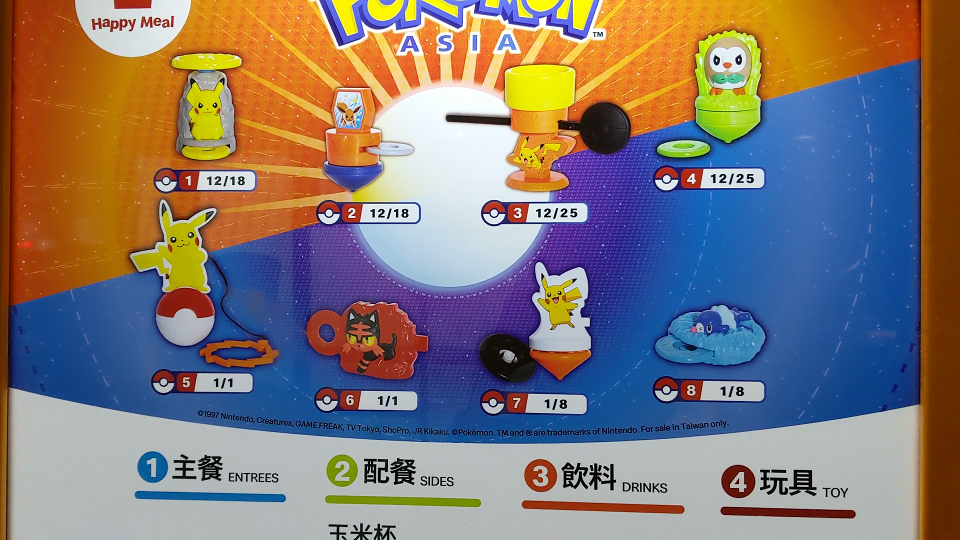 Happy Meal
POKÉMON
ASIA
TM
1 12/18
2 12/18
3 12/25
4 12/25
5 1/1
6 1/1
7 1/8
8 1/8
©1997 Nintendo, Creatures, GAME FREAK, TV Tokyo, ShoPro, JR Kikaku. ©Pokémon. TM and ® are trademarks of Nintendo. For sale in Taiwan only.
1 主餐 ENTREES
2 配餐 SIDES
3 飲料 DRINKS
4 玩具 TOY
玉米杯